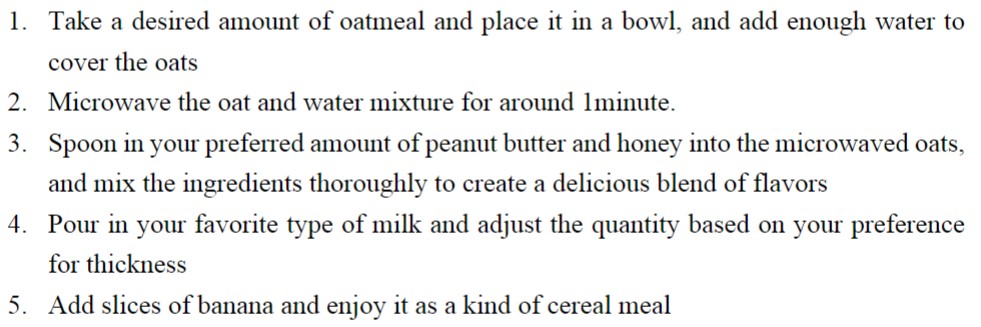 1. Take a desired amount of oatmeal and place it in a bowl, and add enough water to
cover the oats
2. Microwave the oat and water mixture for around 1minute.
3. Spoon in your preferred amount of peanut butter and honey into the microwaved oats,
and mix the ingredients thoroughly to create a delicious blend of flavors
4. Pour in your favorite type of milk and adjust the quantity based on your preference
for thickness
5. Add slices of banana and enjoy it as a kind of cereal meal